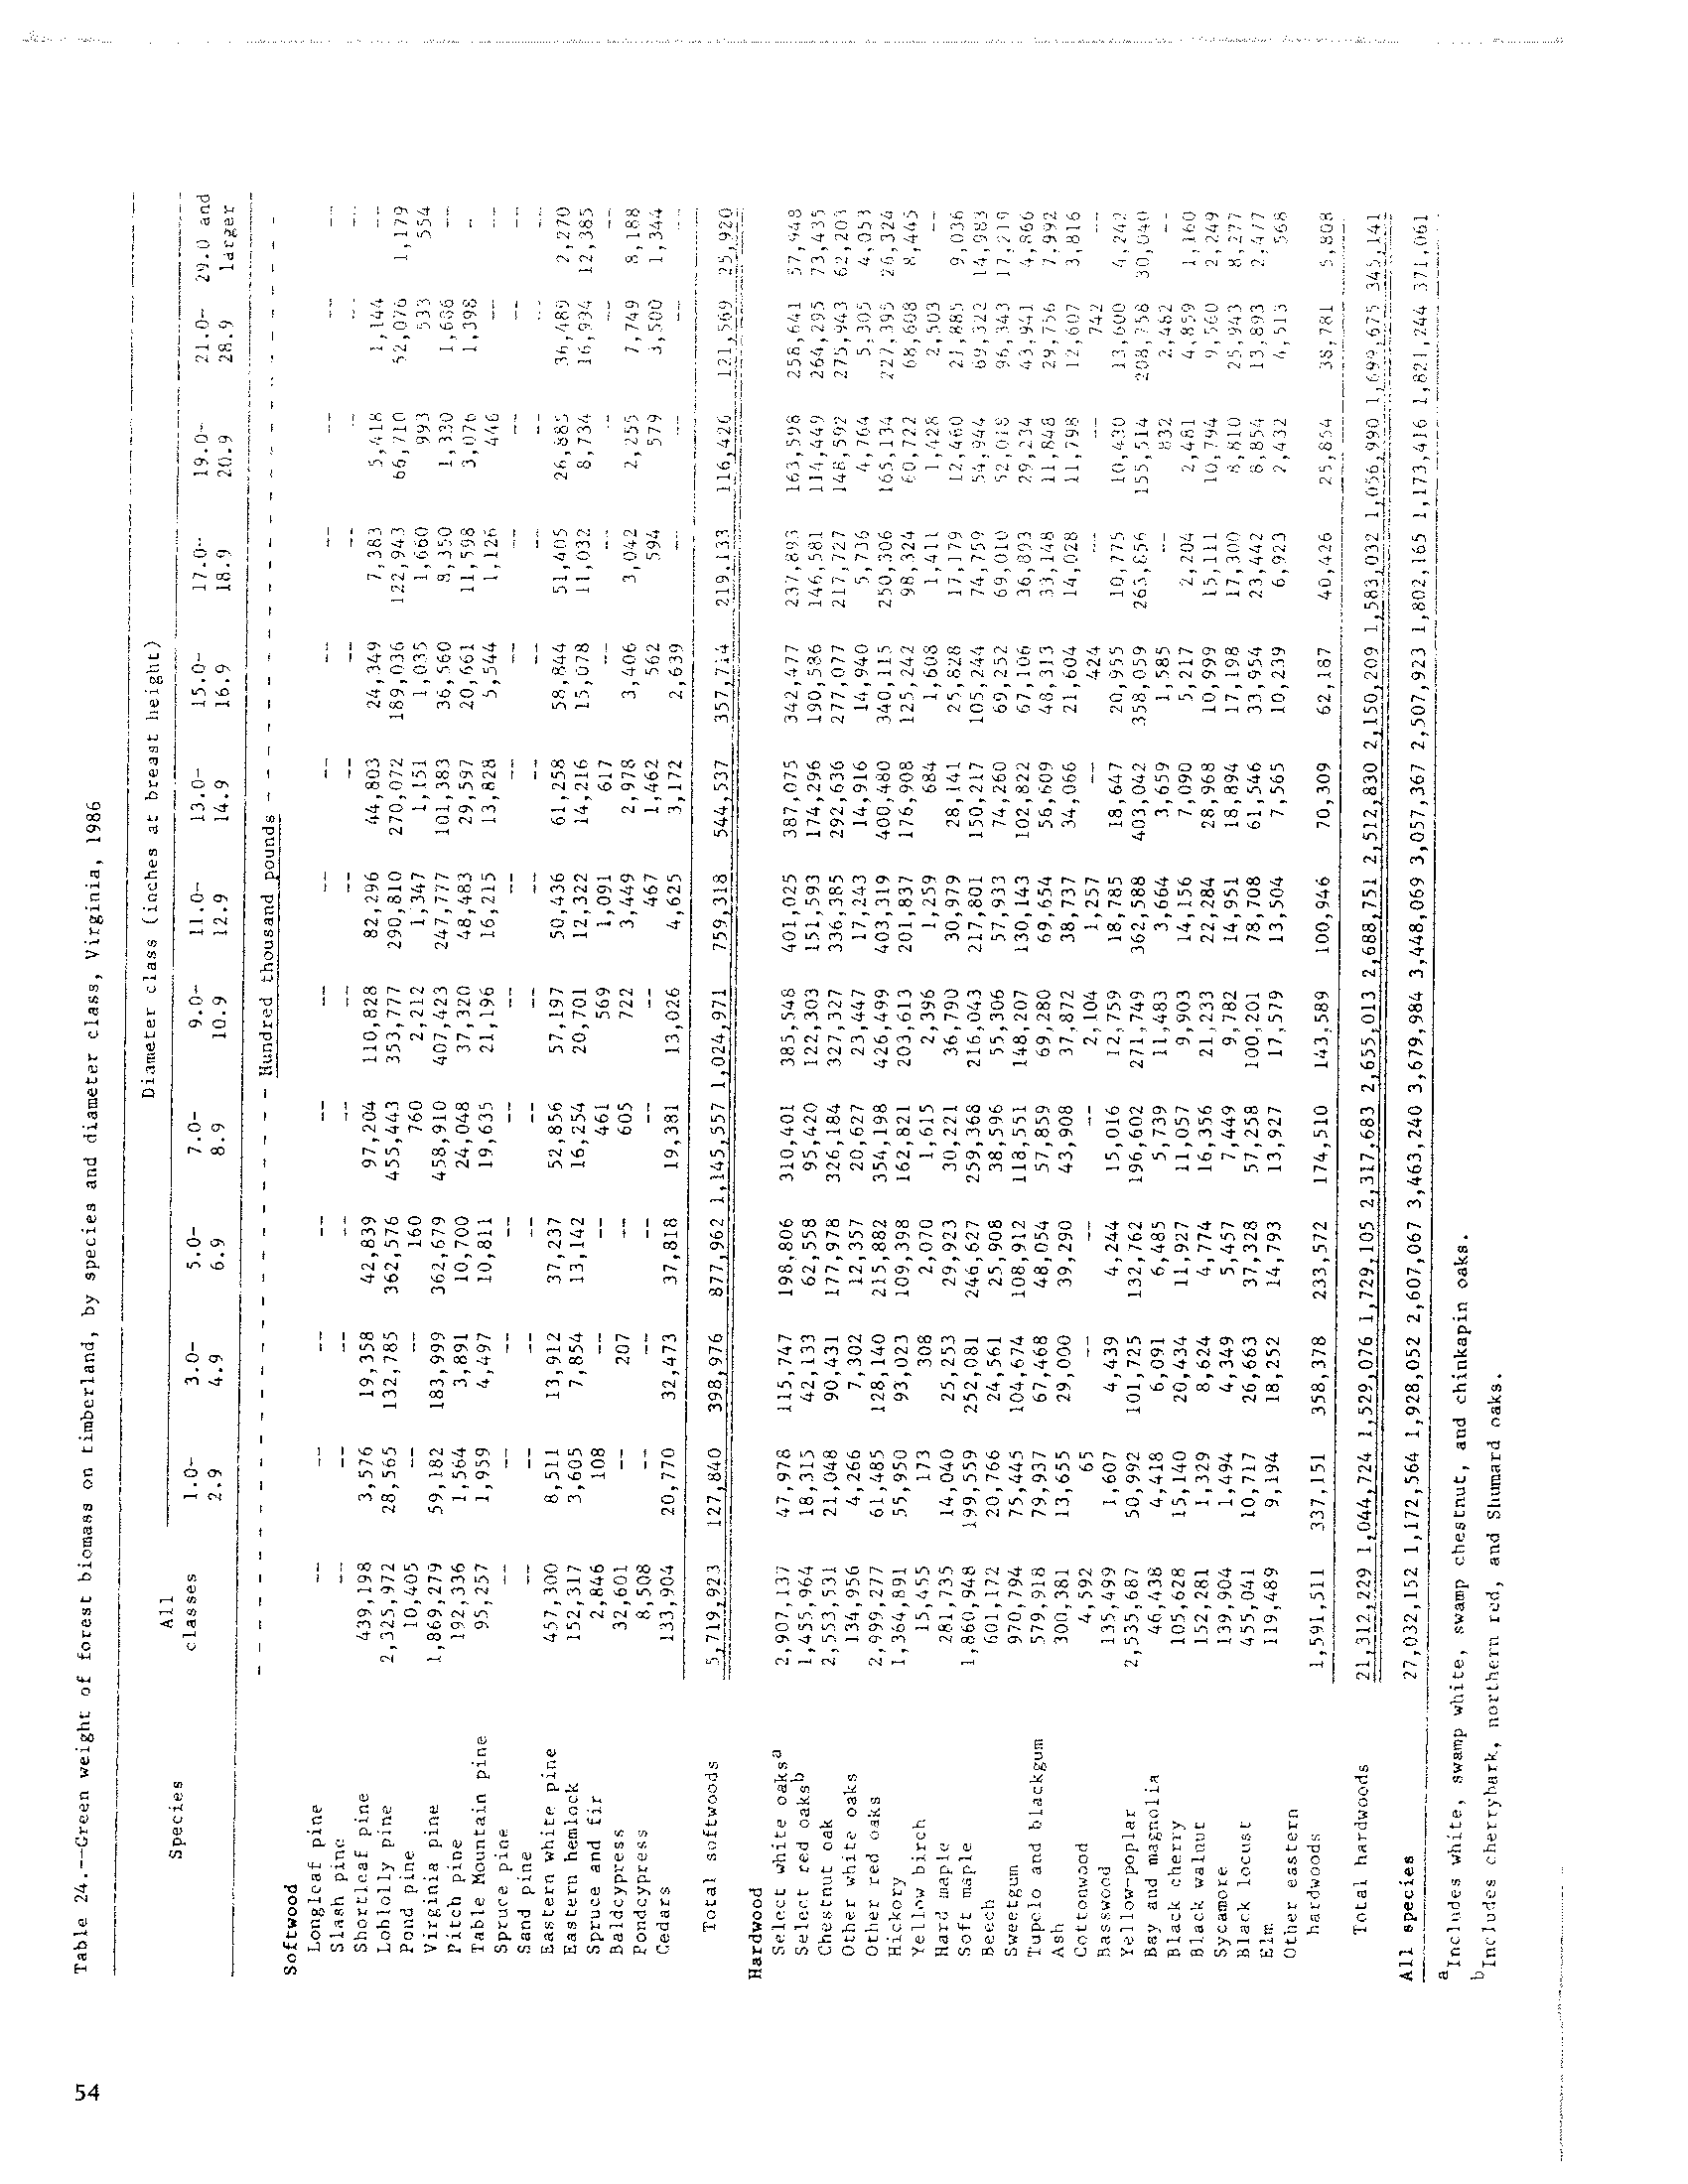 54
Table 24.--Green weight of forest biomass on timberland, by species and diameter class, Virginia, 1986
Diameter class (inches at breast height)
Species All classes 1.0-2.9 3.0-4.9 5.0-6.9 7.0-8.9 9.0-10.9 11.0-12.9 13.0-14.9 15.0-16.9 17.0-18.9 19.0-20.9 21.0-28.9 29.0 and larger
- - - Hundred thousand pounds - - -
Softwood
Longleaf pine -- -- -- -- -- -- -- -- -- -- -- -- --
Slash pine -- -- -- -- -- -- -- -- -- -- -- -- --
Shortleaf pine 439,198 3,576 19,358 42,839 97,204 110,828 82,296 44,803 24,349 7,383 5,418 1,144 --
Loblolly pine 2,325,972 28,565 132,785 362,576 455,443 353,777 290,810 270,072 189,036 122,943 66,710 52,076 1,179
Pond pine 10,405 -- -- 160 760 2,212 1,347 1,151 1,035 1,660 993 533 554
Virginia pine 1,869,279 59,182 183,999 362,679 458,910 407,423 247,777 101,383 36,560 8,350 1,330 1,686 --
Pitch pine 192,336 1,564 3,891 10,700 24,048 37,320 48,483 29,597 20,661 11,598 3,076 1,398 --
Table Mountain pine 95,257 1,959 4,497 10,811 19,635 21,196 16,215 13,828 5,544 1,126 446 -- --
Spruce pine -- -- -- -- -- -- -- -- -- -- -- -- --
Sand pine -- -- -- -- -- -- -- -- -- -- -- -- --
Eastern white pine 457,300 8,511 13,912 37,237 52,856 57,197 50,436 61,258 58,844 51,405 26,885 36,489 2,270
Eastern hemlock 152,317 3,605 7,854 13,142 16,254 20,701 12,322 14,216 15,078 11,032 8,734 16,994 12,385
Spruce and fir 2,846 108 -- -- 461 569 1,091 617 -- -- -- -- --
Baldcypress 32,601 -- 207 -- 605 722 3,449 2,978 3,406 3,042 2,255 7,749 8,188
Pondcypress 8,508 -- -- -- -- -- 467 1,462 562 594 579 3,500 1,344
Cedars 133,904 20,770 32,473 37,818 19,381 13,026 4,625 3,172 2,639 -- -- -- --
Total softwoods 5,719,923 127,840 398,976 877,962 1,145,557 1,024,971 759,318 544,537 357,714 219,133 116,426 121,569 25,920
Hardwood
Select white oaksa 2,907,137 47,978 115,747 198,806 310,401 385,548 401,025 387,075 342,477 237,893 163,598 258,641 57,948
Select red oaksb 1,455,964 18,315 42,133 62,558 95,420 122,303 151,593 174,296 190,586 146,581 114,449 264,295 73,435
Chestnut oak 2,553,531 21,048 90,431 177,978 326,184 327,327 336,385 292,636 277,077 217,727 148,592 275,943 62,203
Other white oaks 134,956 4,266 7,302 12,357 20,627 23,447 17,243 14,916 14,940 5,736 4,764 5,305 4,053
Other red oaks 2,999,277 61,485 128,140 215,882 354,198 426,499 403,319 400,480 340,115 250,306 165,134 227,395 26,324
Hickory 1,364,891 55,950 93,023 109,398 162,821 203,613 201,837 176,908 125,242 98,324 60,722 68,608 8,445
Yellow birch 15,455 173 308 2,070 1,615 2,396 1,259 684 1,608 1,411 1,428 2,503 --
Hard maple 281,735 14,040 25,253 29,923 30,221 36,790 30,979 28,141 25,828 17,179 12,460 21,885 9,036
Soft maple 1,860,948 199,559 252,081 246,627 259,368 216,043 217,801 150,217 105,244 74,759 54,944 69,322 14,983
Beech 601,172 20,766 24,561 25,908 38,596 55,306 57,933 74,260 69,252 69,010 52,018 96,343 17,219
Sweetgum 970,794 75,445 104,674 108,912 118,551 148,207 130,143 102,822 67,106 36,893 29,234 43,941 4,866
Tupolo and blackgum 579,918 79,937 67,468 48,054 57,859 69,280 69,654 56,609 48,313 33,148 11,848 29,756 7,992
Ash 300,381 13,655 29,000 39,290 43,908 37,872 38,737 34,066 21,604 14,028 11,798 12,607 3,816
Cottonwood 4,592 65 -- -- -- 2,104 1,257 -- 424 -- -- 742 --
Basswood 135,499 1,607 4,439 4,244 15,016 12,759 18,785 18,647 20,955 10,775 10,430 13,600 4,242
Yellow-poplar 2,535,687 50,992 101,725 132,762 196,602 271,749 362,588 403,042 358,059 263,856 155,514 208,758 30,040
Bay and magnolia 46,438 4,418 6,091 6,485 5,739 11,483 3,664 3,659 1,585 -- 832 2,482 --
Black cherry 105,628 15,140 20,434 11,927 11,057 9,903 14,156 7,090 5,217 2,204 2,481 4,859 1,160
Black walnut 152,281 1,329 8,624 4,774 16,356 21,233 22,284 28,968 10,999 15,111 10,794 9,560 2,249
Sycamore 139,904 1,494 4,349 5,457 7,449 9,782 14,951 18,894 17,198 17,300 8,810 25,943 8,277
Black locust 455,041 10,717 26,663 37,328 57,258 100,201 78,708 61,546 33,954 23,442 8,854 13,893 2,477
Elm 119,489 9,194 18,252 14,793 13,927 17,579 13,504 7,565 10,239 6,923 2,432 4,513 568
Other eastern
hardwoods 1,591,511 337,151 358,378 233,572 174,510 143,589 100,946 70,309 62,187 40,426 25,854 38,781 5,808
Total hardwoods 21,312,229 1,044,724 1,529,076 1,729,105 2,317,683 2,655,013 2,688,751 2,512,830 2,150,209 1,583,032 1,056,990 1,699,675 345,141
All species 27,032,152 1,172,564 1,928,052 2,607,067 3,463,240 3,679,984 3,448,069 3,057,367 2,507,923 1,802,165 1,173,416 1,821,244 371,061
aIncludes white, swamp white, swamp chestnut, and chinkapin oaks.
bIncludes cherrybark, northern red, and Shumard oaks.